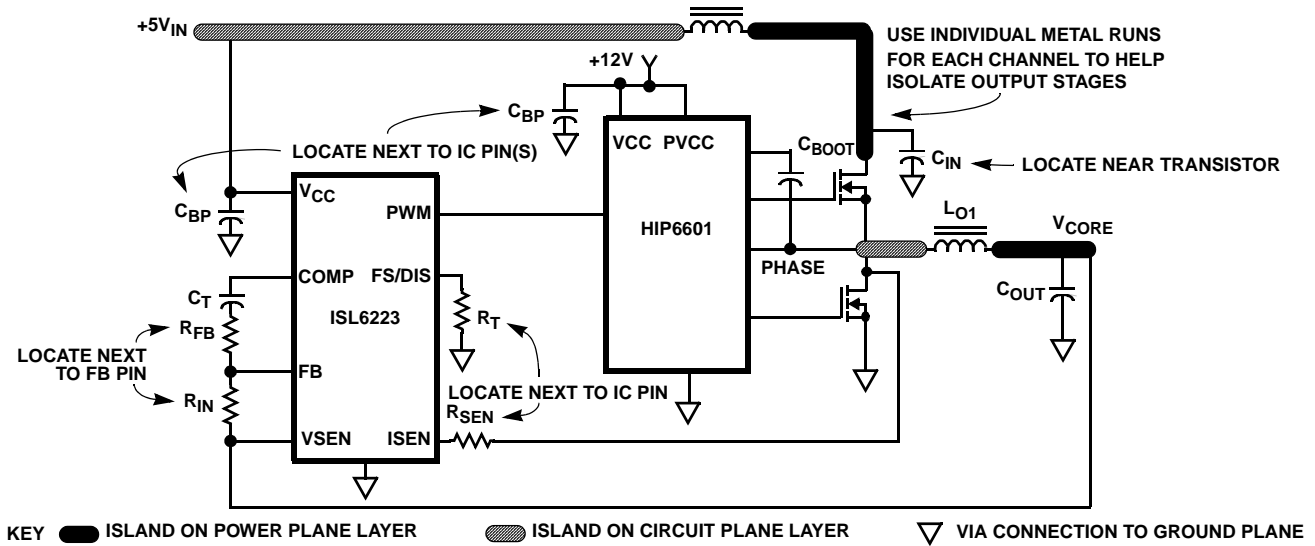 +5VIN
USE INDIVIDUAL METAL RUNS
FOR EACH CHANNEL TO HELP
ISOLATE OUTPUT STAGES
+12V
CBP
VCC PVCC
CBOOT
CIN
LOCATE NEXT TO IC PIN(S)
LOCATE NEAR TRANSISTOR
VCC
CBP
PWM
HIP6601
LO1
VCORE
PHASE
COMP
FS/DIS
CT
ISL6223
RT
COUT
RFB
LOCATE NEXT
TO FB PIN
FB
RIN
LOCATE NEXT TO IC PIN
RSEN
VSEN
ISEN
KEY
ISLAND ON POWER PLANE LAYER
ISLAND ON CIRCUIT PLANE LAYER
VIA CONNECTION TO GROUND PLANE